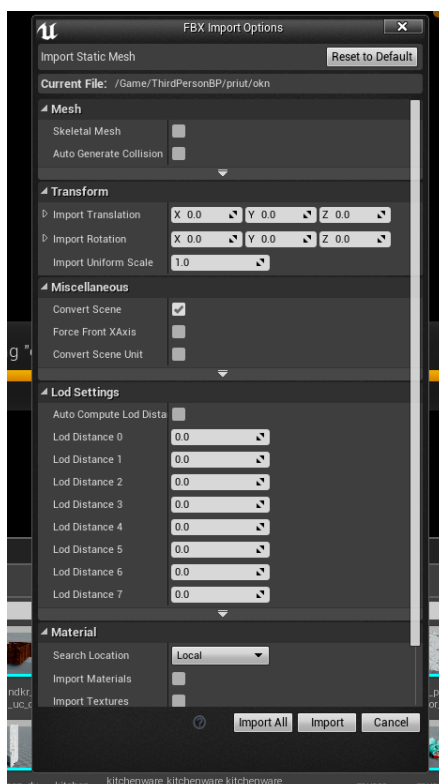 FBX Import Options
Import Static Mesh Reset to Default
Current File: /Game/ThirdPersonBP/priut/okn
Mesh
Skeletal Mesh
Auto Generate Collision
Transform
Import Translation X 0.0 Y 0.0 Z 0.0
Import Rotation X 0.0 Y 0.0 Z 0.0
Import Uniform Scale 1.0
Miscellaneous
Convert Scene
Force Front XAxis
Convert Scene Unit
Lod Settings
Auto Compute Lod Dista
Lod Distance 0 0.0
Lod Distance 1 0.0
Lod Distance 2 0.0
Lod Distance 3 0.0
Lod Distance 4 0.0
Lod Distance 5 0.0
Lod Distance 6 0.0
Lod Distance 7 0.0
Material
Search Location Local
Import Materials
Import Textures
Import All Import Cancel
kitchenware kitchenware kitchenware